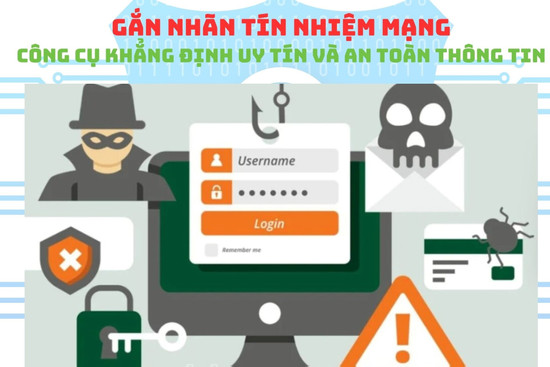 GẮN NHÃN TÍN NHIỆM MẠNG
CÔNG CỤ KHẲNG ĐỊNH UY TÍN VÀ AN TOÀN THÔNG TIN
Username
Login
Remember me